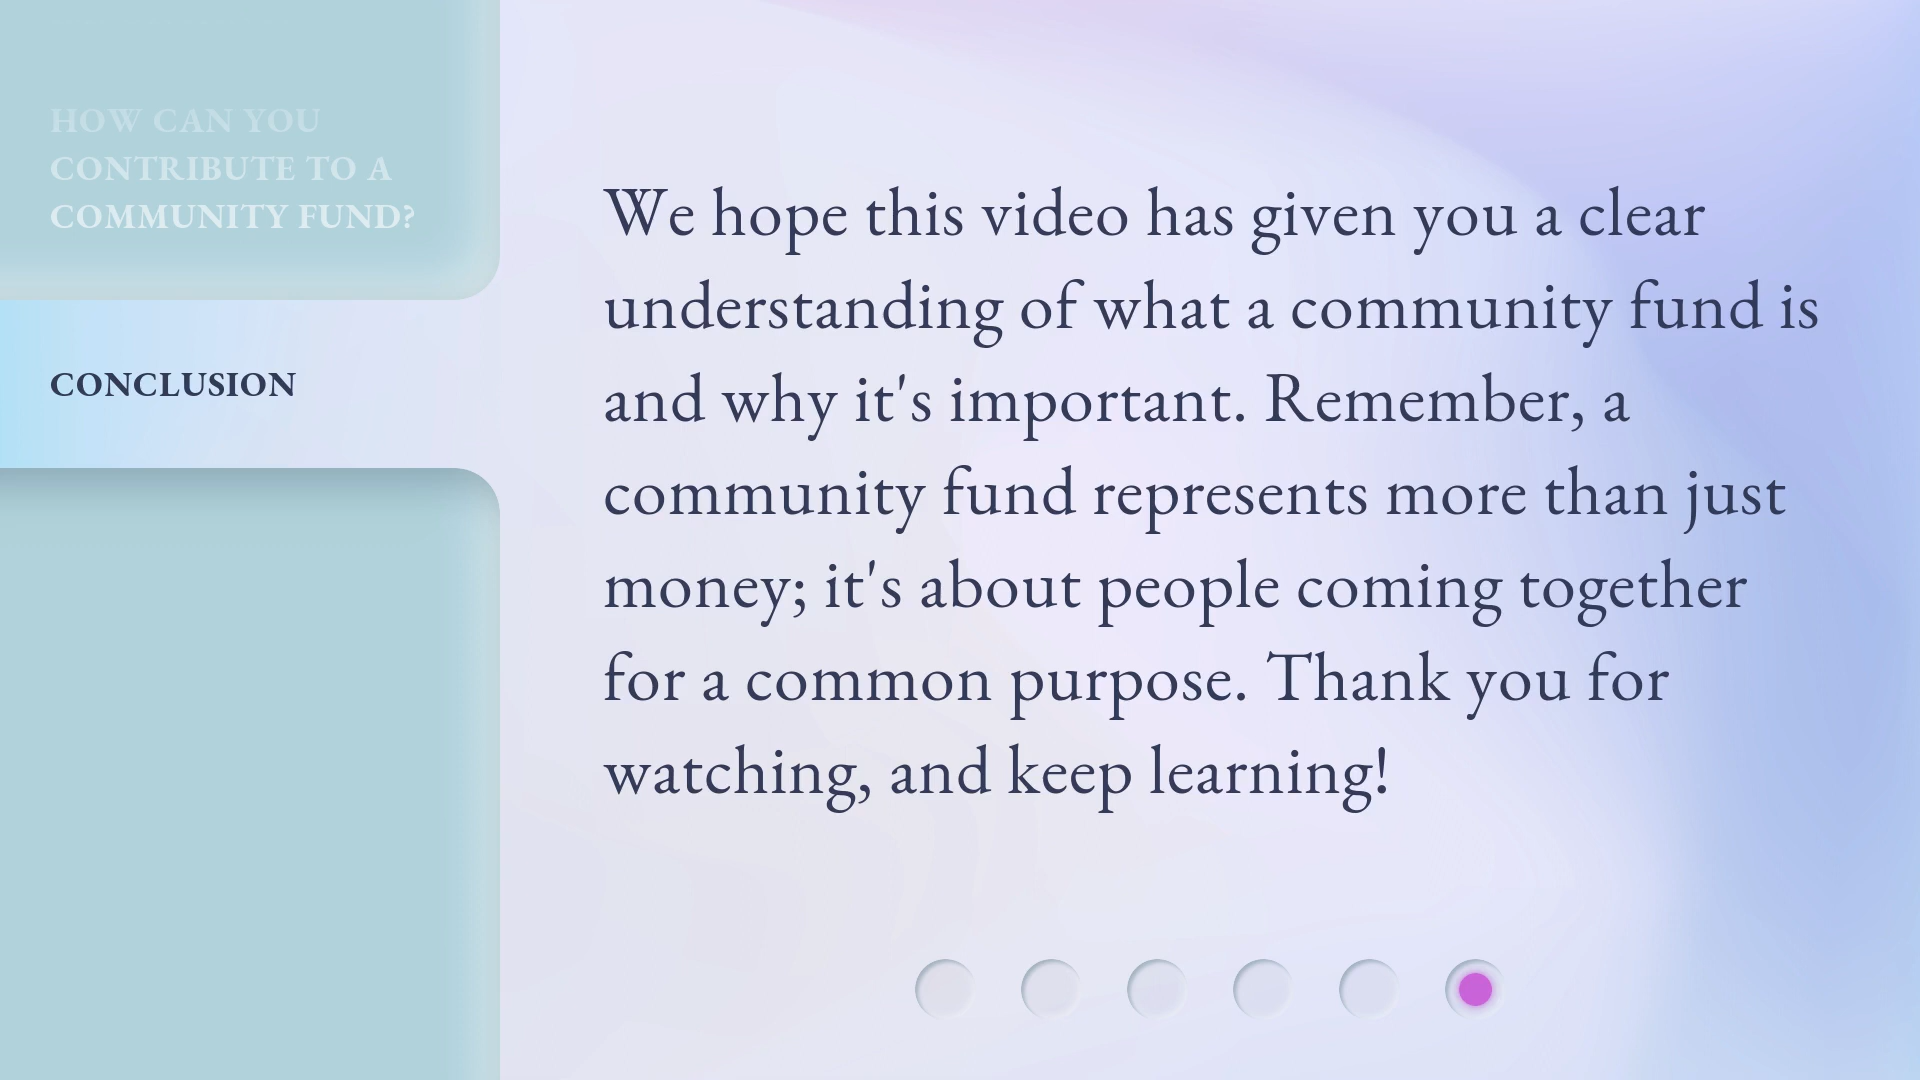 HOW CAN YOU
CONTRIBUTE TO A
COMMUNITY FUND?
CONCLUSION
We hope this video has given you a clear
understanding of what a community fund is
and why it's important. Remember, a
community fund represents more than just
money; it's about people coming together
for a common purpose. Thank you for
watching, and keep learning!